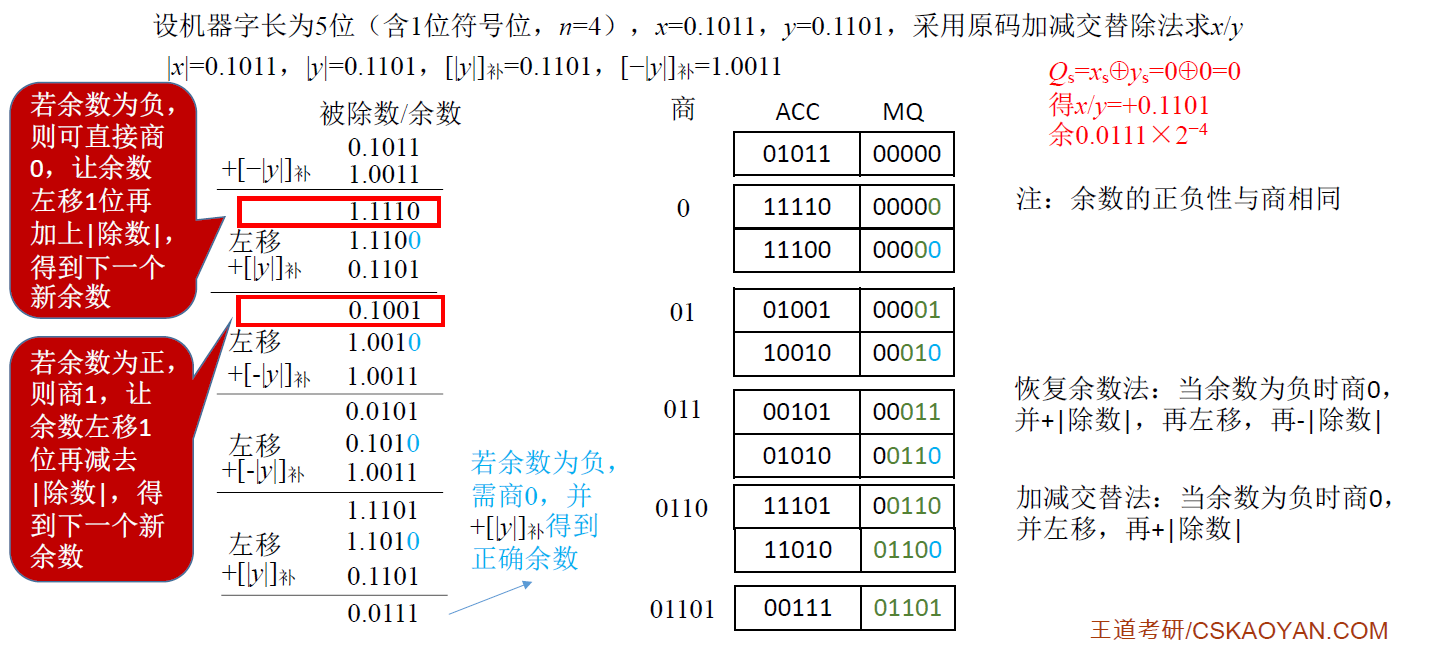 设机器字长为5位（含1位符号位，n=4），x=0.1011，y=0.1101，采用原码加减交替除法求x/y
|x|=0.1011，|y|=0.1101，[|y|]补=0.1101，[−|y|]补=1.0011
Qs=xs⊕ys=0⊕0=0
得x/y=+0.1101
余0.0111×2−4
若余数为负，
则可直接商
0，让余数
左移1位再
加上|除数|，
得到下一个
新余数
若余数为正，
则商1，让
余数左移1
位再减去
|除数|，得
到下一个新
余数
被除数/余数
0.1011
+[−|y|]补 1.0011
1.1110
左移 1.1100
+[|y|]补 0.1101
0.1001
左移 1.0010
+[-|y|]补 1.0011
0.0101
左移 0.1010
+[-|y|]补 1.0011
1.1101
左移 1.1010
+[|y|]补 0.1101
0.0111
若余数为负，
需商0，并
+[|y|]补得到
正确余数
商 ACC MQ
01011 00000
0 11110 00000
11100 00000
01 01001 00001
10010 00010
011 00101 00011
01010 00110
0110 11101 00110
11010 01100
01101 00111 01101
注：余数的正负性与商相同
恢复余数法：当余数为负时商0，
并+|除数|，再左移，再-|除数|
加减交替法：当余数为负时商0，
并左移，再+|除数|
王道考研/CSKAOYAN.COM